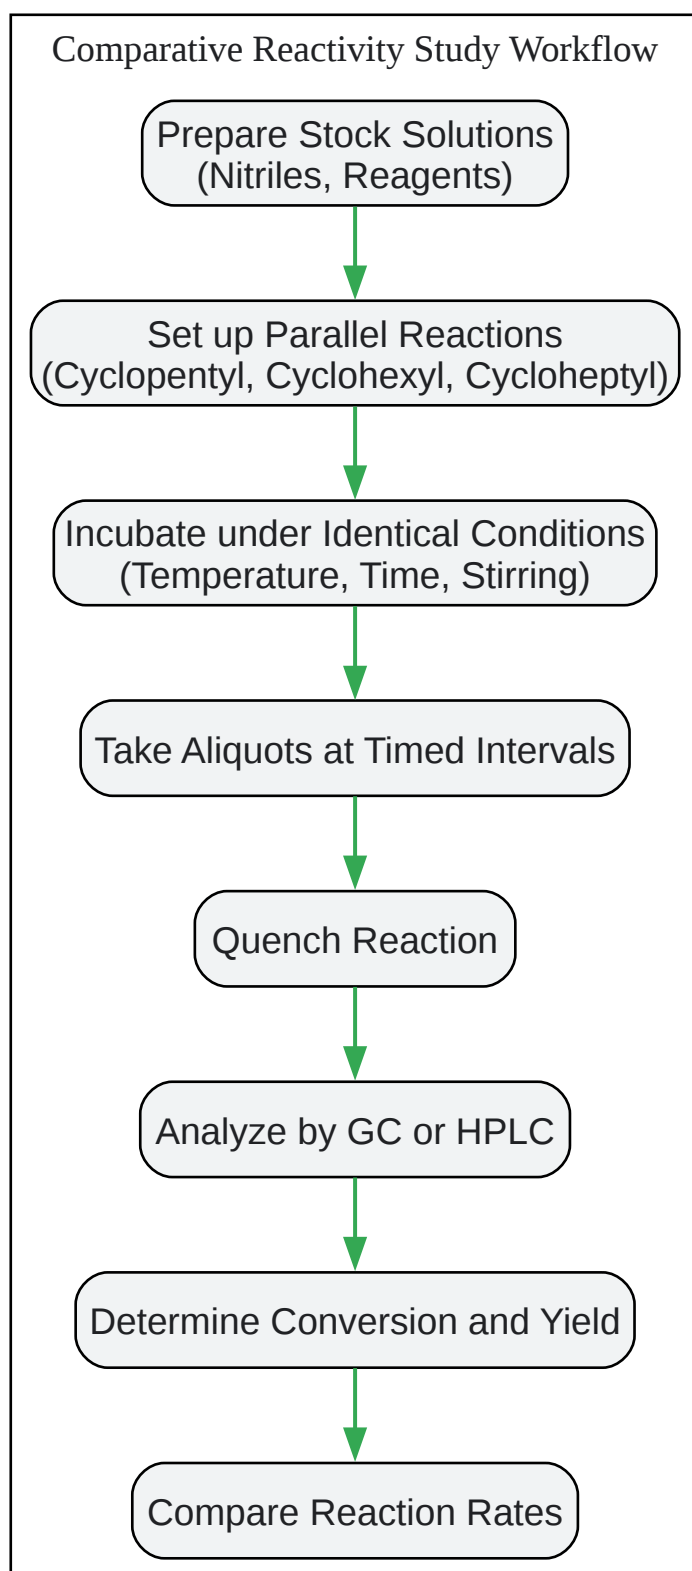 Comparative Reactivity Study Workflow
Prepare Stock Solutions
(Nitriles, Reagents)
Set up Parallel Reactions
(Cyclopentyl, Cyclohexyl, Cycloheptyl)
Incubate under Identical Conditions
(Temperature, Time, Stirring)
Take Aliquots at Timed Intervals
Quench Reaction
Analyze by GC or HPLC
Determine Conversion and Yield
Compare Reaction Rates